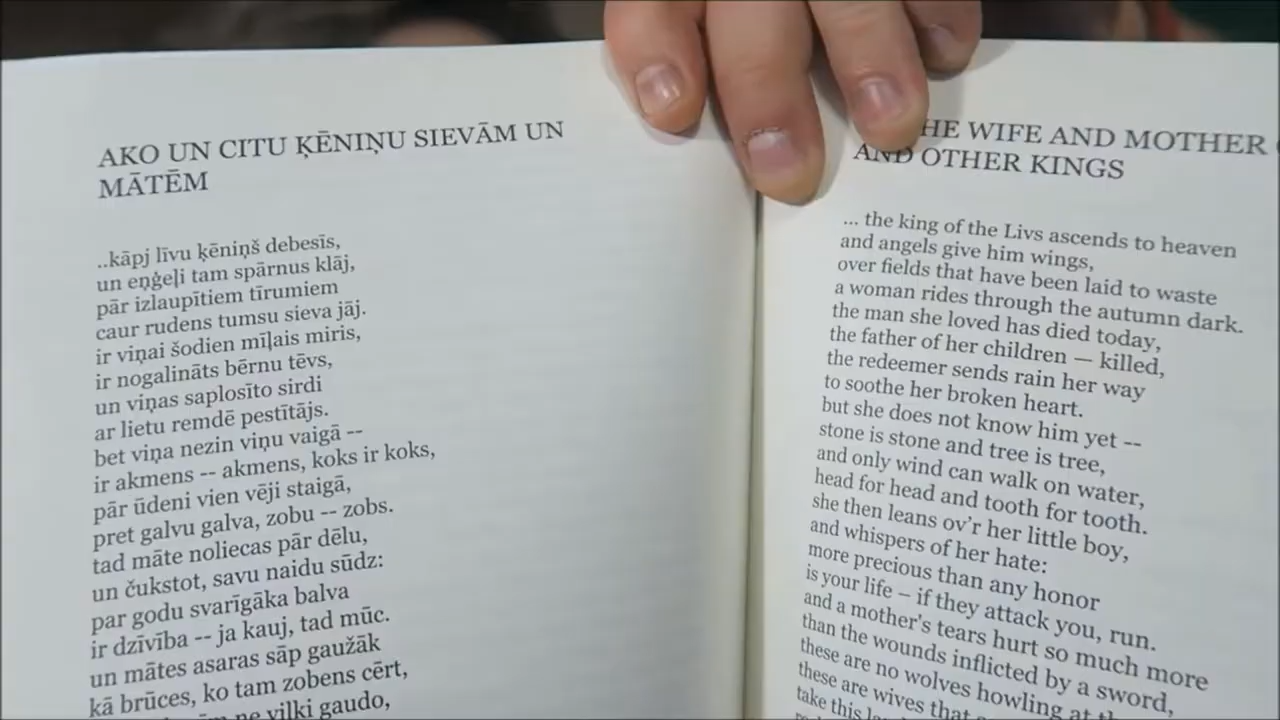 AKO UN CITU ĶĒNIŅU SIEVĀM UN
MĀTĒM
..kāpj līvu ķēniņš debesīs,
un eņģeļi tam spārnus klāj,
pār izlaupītiem tīrumiem
caur rudens tumsu sieva jāj.
ir viņai šodien mīļais miris,
ir nogalināts bērnu tēvs,
un viņas saplosīto sirdi
ar lietu remdē pestītājs.
bet viņa nezin viņu vaigā --
ir akmens -- akmens, koks ir koks,
pār ūdeni vien vēji staigā,
pret galvu galva, zobu -- zobs.
tad māte noliecas pār dēlu,
un čukstot, savu naidu sūdz:
par godu svarīgāka balva
ir dzīvība -- ja kauj, tad mūc.
un mātes asaras sāp gaužāk
kā brūces, ko tam zobens cērt,
ne vilki gaudo,
HE WIFE AND MOTHER
AND OTHER KINGS
... the king of the Livs ascends to heaven
and angels give him wings,
over fields that have been laid to waste
a woman rides through the autumn dark.
the man she loved has died today,
the father of her children — killed,
the redeemer sends rain her way
to soothe her broken heart.
but she does not know him yet --
stone is stone and tree is tree,
and only wind can walk on water,
head for head and tooth for tooth.
she then leans ov'r her little boy,
and whispers of her hate:
more precious than any honor
is your life – if they attack you, run.
and a mother's tears hurt so much more
than the wounds inflicted by a sword,
these are no wolves howling at
these are wives that
take this